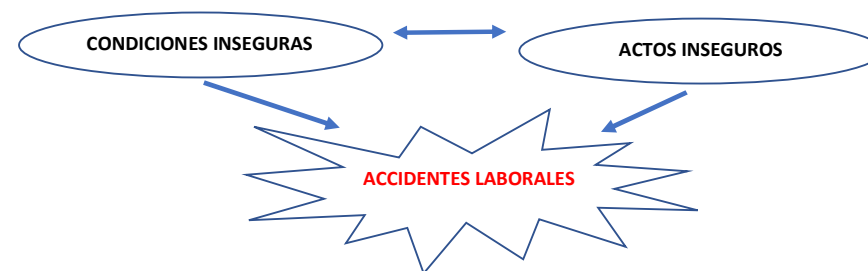 CONDICIONES INSEGURAS
ACTOS INSEGUROS
ACCIDENTES LABORALES